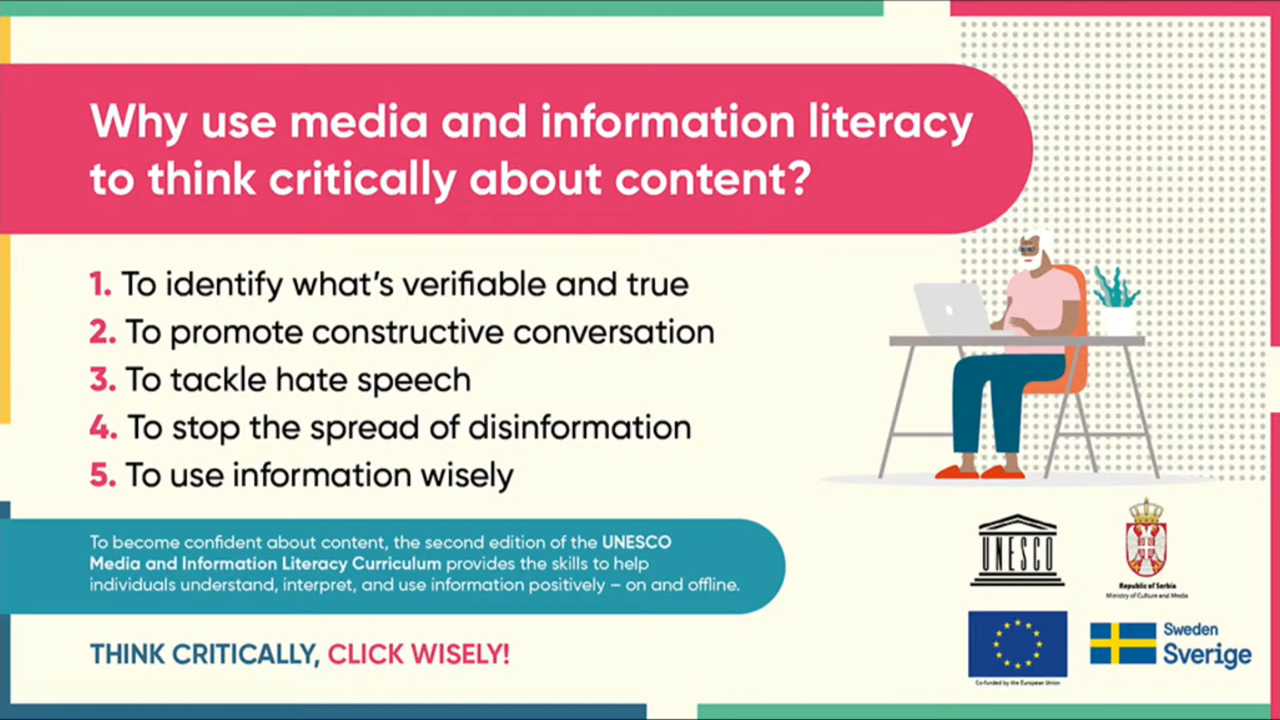 Why use media and information literacy
to think critically about content?
1. To identify what's verifiable and true
2. To promote constructive conversation
3. To tackle hate speech
4. To stop the spread of disinformation
5. To use information wisely
To become confident about content, the second edition of the UNESCO
Media and Information Literacy Curriculum provides the skills to help
individuals understand, interpret, and use information positively – on and offline.
THINK CRITICALLY, CLICK WISELY!
UNESCO
Republic of Serbia
Ministry of Culture and Media
Co-funded by the European Union
Sweden
Sverige